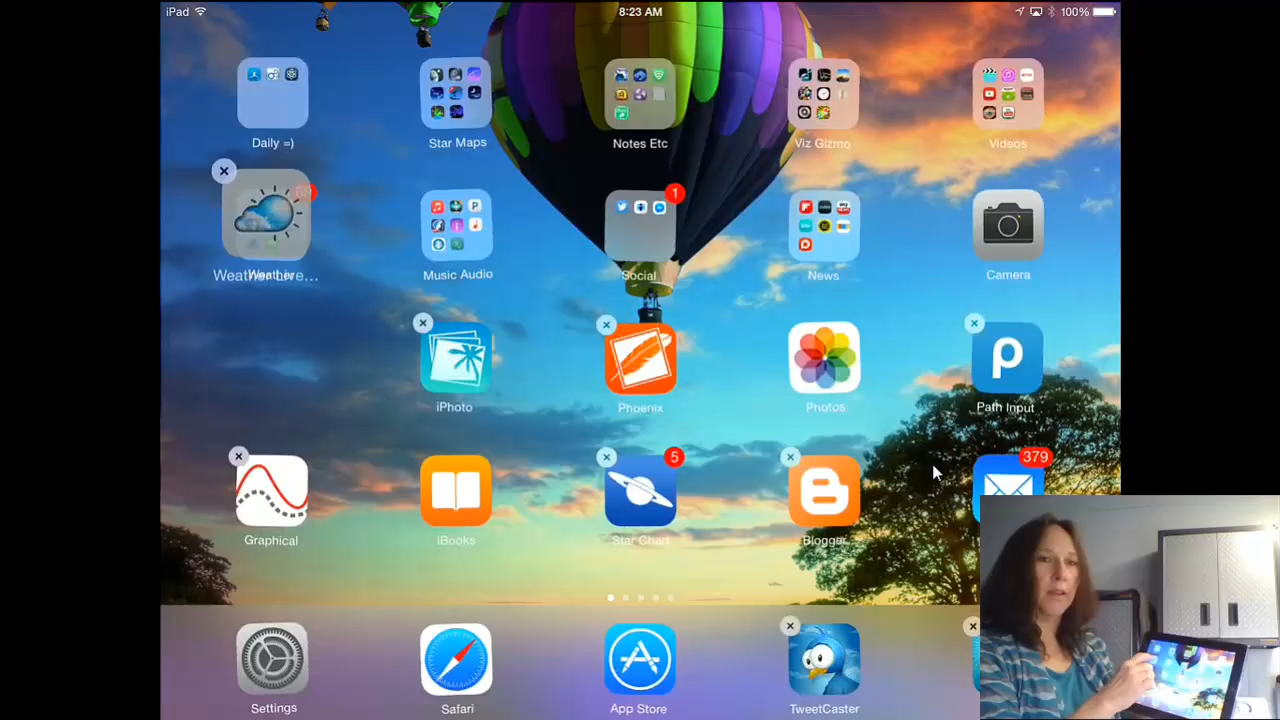 iPad 8:23 AM 100%
Daily =) Star Maps Notes Etc Viz Gizmo Videos
1
Music Audio Social News Camera
iPhoto Phoenix Photos Path Input
5 379
Graphical iBooks Star Chart Blogger
Settings Safari App Store TweetCaster